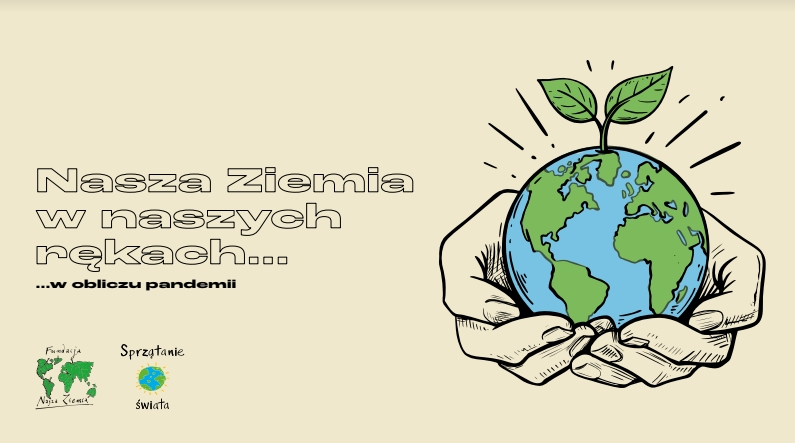 Nasza Ziemia
w naszych
rękach...
...w obliczu pandemii
Fundacja
Nasza Ziemia
Sprzątanie
świata